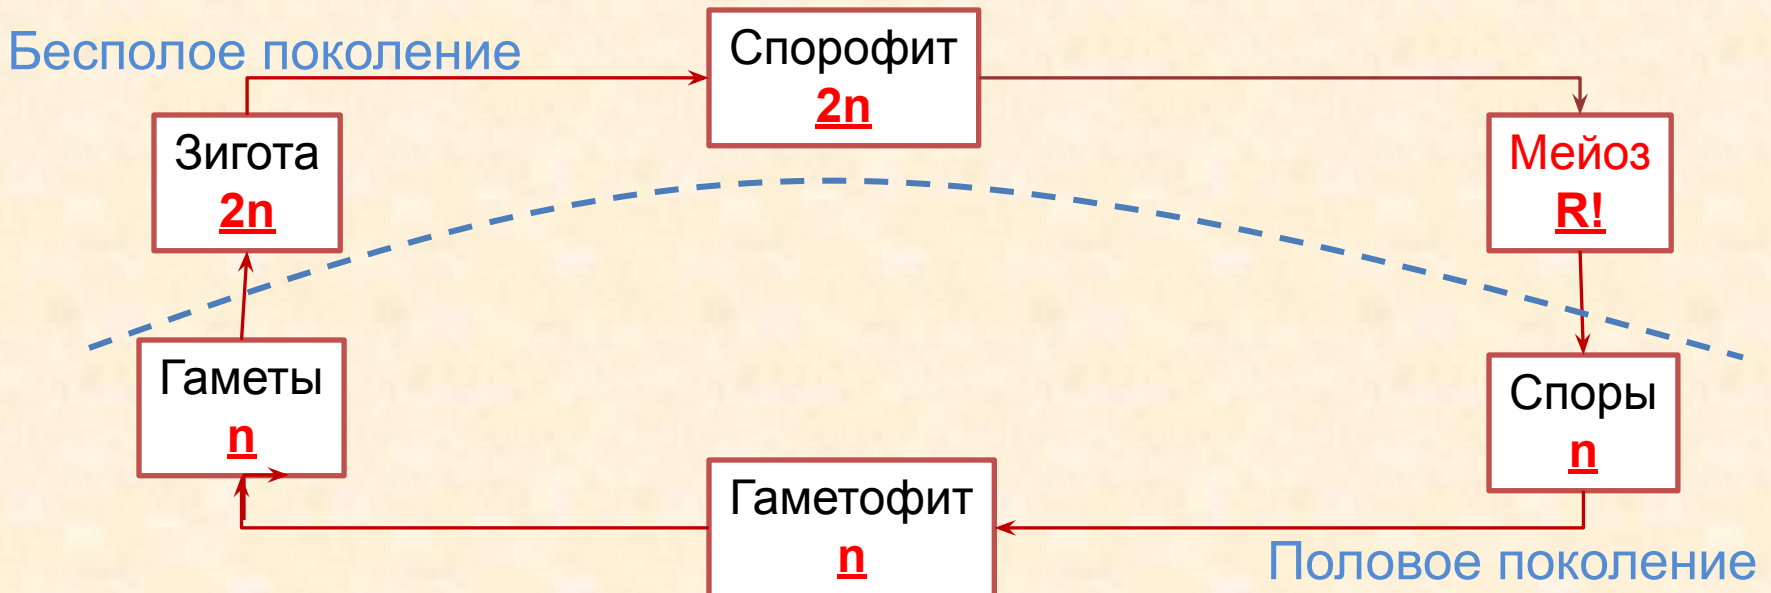 Бесполое поколение
Спорофит
2n
Зигота
2n
Мейоз
R!
Гаметы
n
Споры
n
Гаметофит
n
Половое поколение